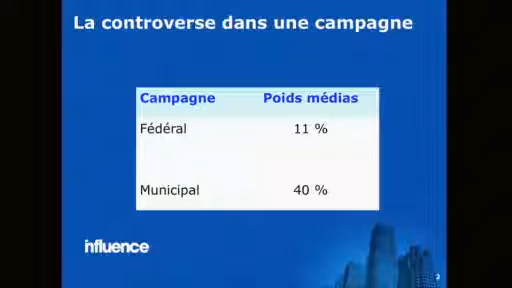 La controverse dans une campagne
Campagne Poids médias
Fédéral 11 %
Municipal 40 %
influence
2